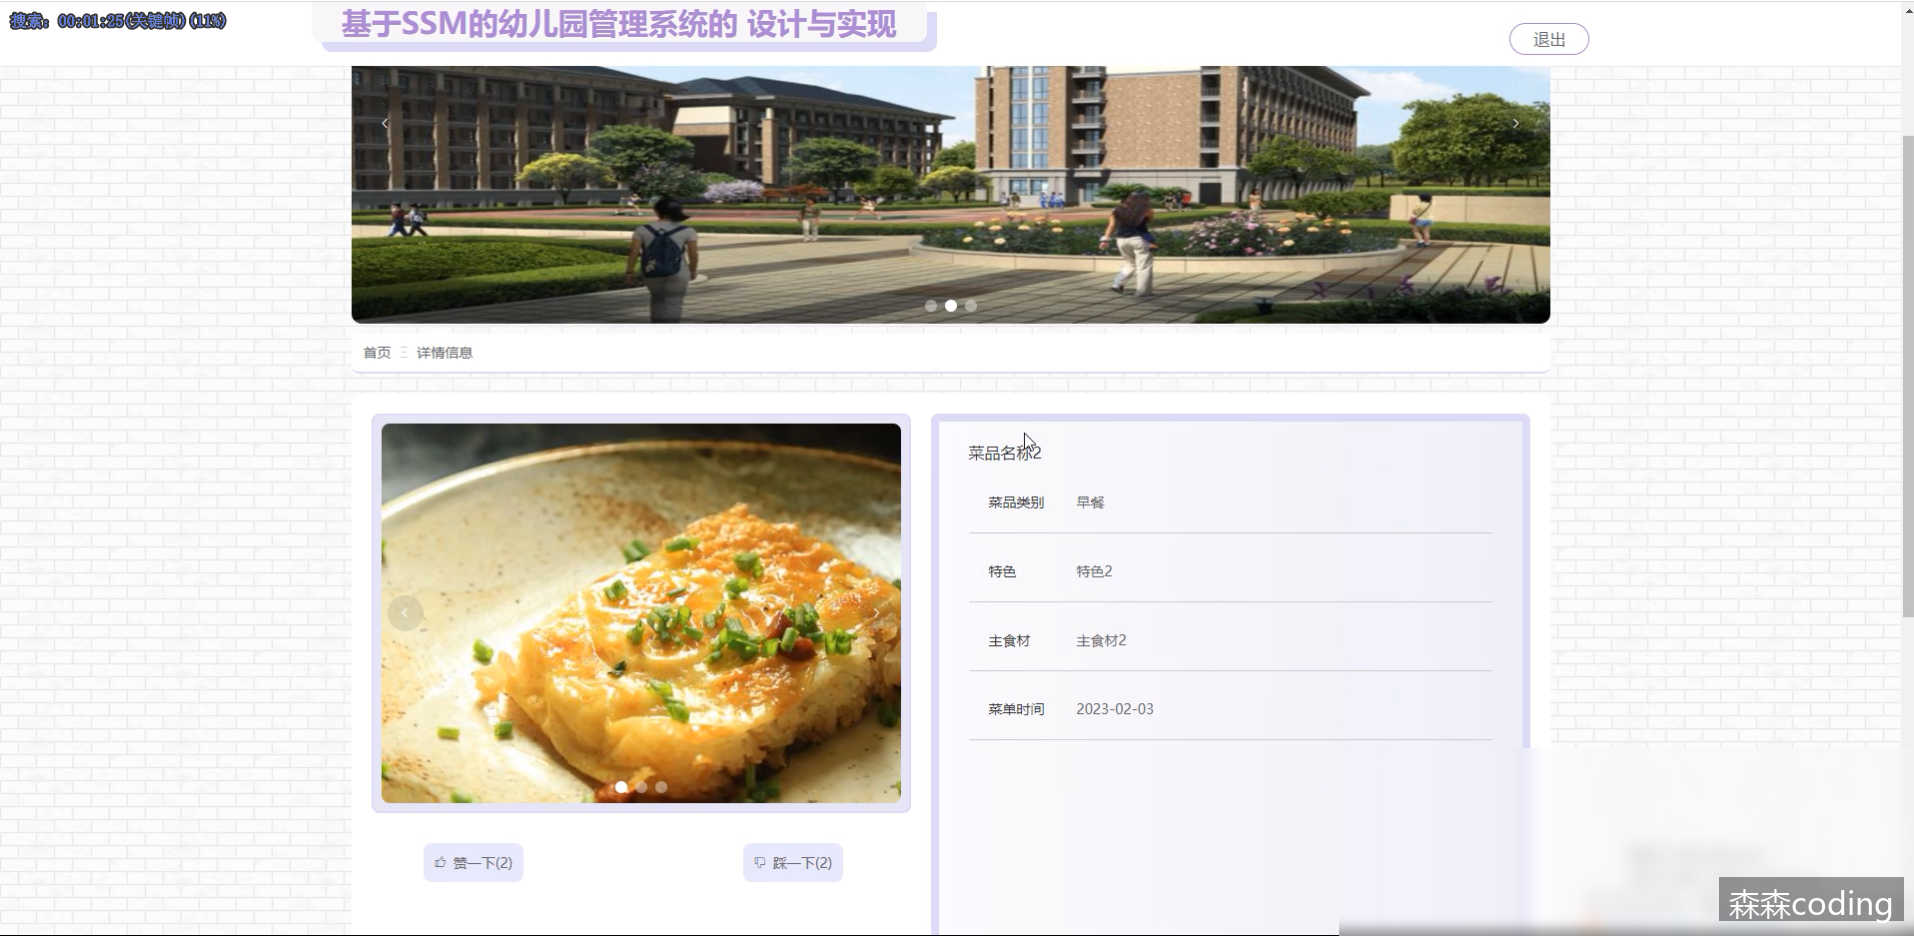 搜索: 00:01:25(关键帧)(11%)
基于SSM的幼儿园管理系统的 设计与实现
退出
首页 三 详情信息
菜品名称2
菜品类别 早餐
特色 特色2
主食材 主食材2
菜单时间 2023-02-03
赞一下(2)
踩一下(2)
森森coding